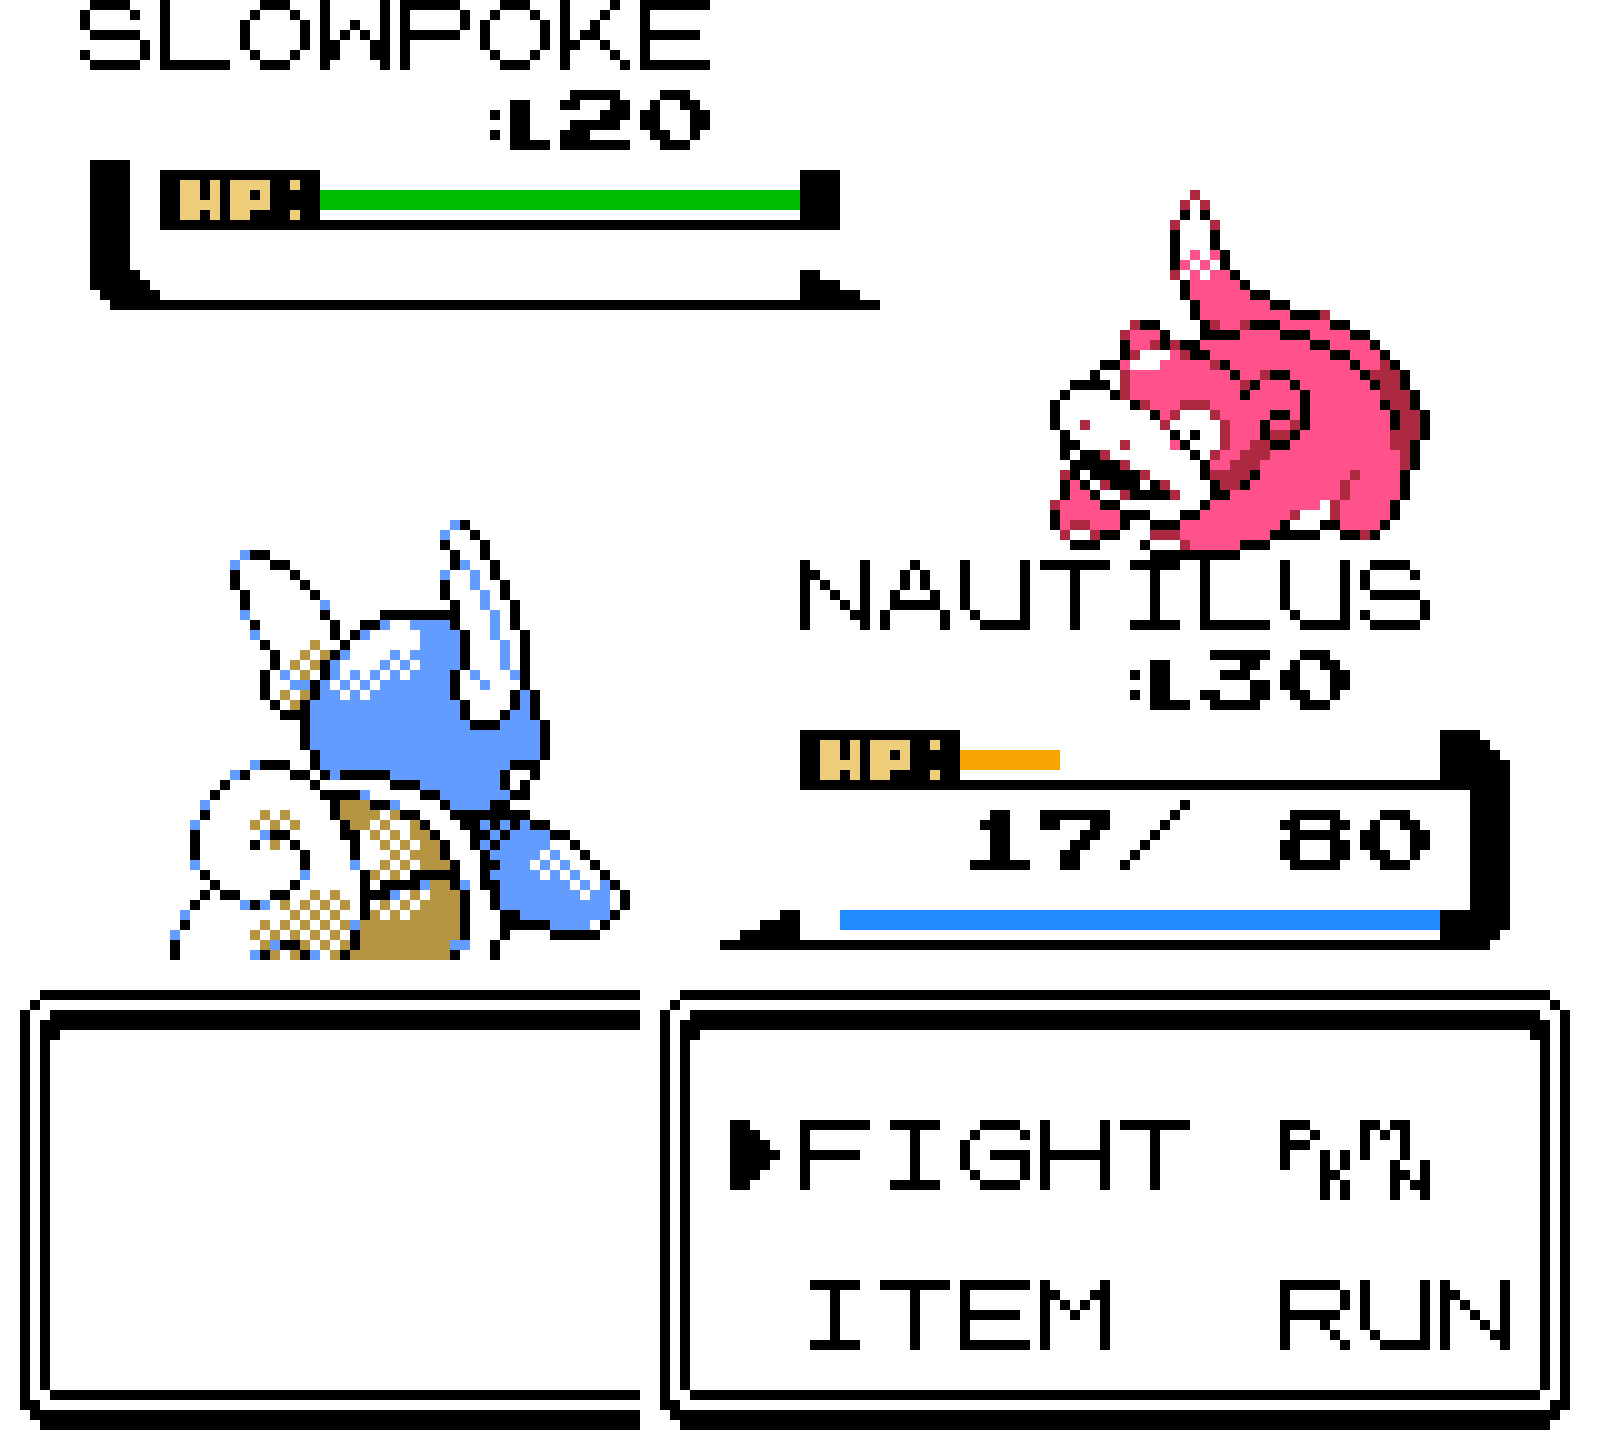 SLOWPOKE
:L20
HP:
NAUTILUS
:L30
HP:
17/ 80
▶FIGHT PKMN
ITEM RUN